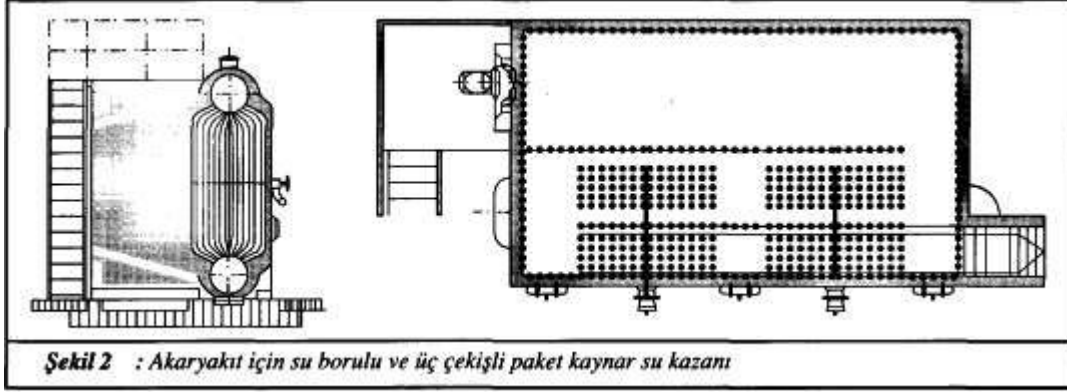 Şekil 2 : Akaryakıt için su borulu ve üç çekişli paket kaynar su kazanı